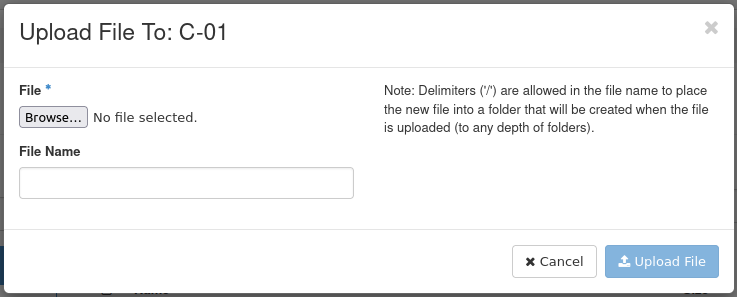 Upload File To: C-01
File *
Browse... No file selected.
Note: Delimiters ('/') are allowed in the file name to place
the new file into a folder that will be created when the file
is uploaded (to any depth of folders).
File Name
Cancel
Upload File